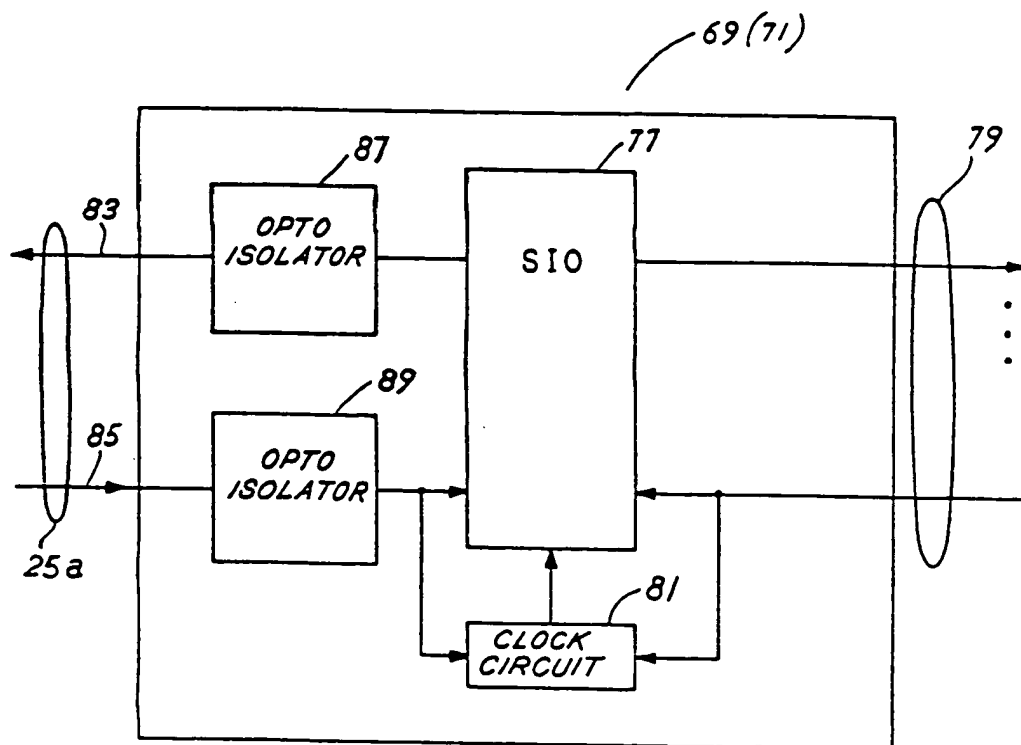 69(71)
87
77
79
83
OPTO
ISOLATOR
SIO
89
85
OPTO
ISOLATOR
25a
81
CLOCK
CIRCUIT